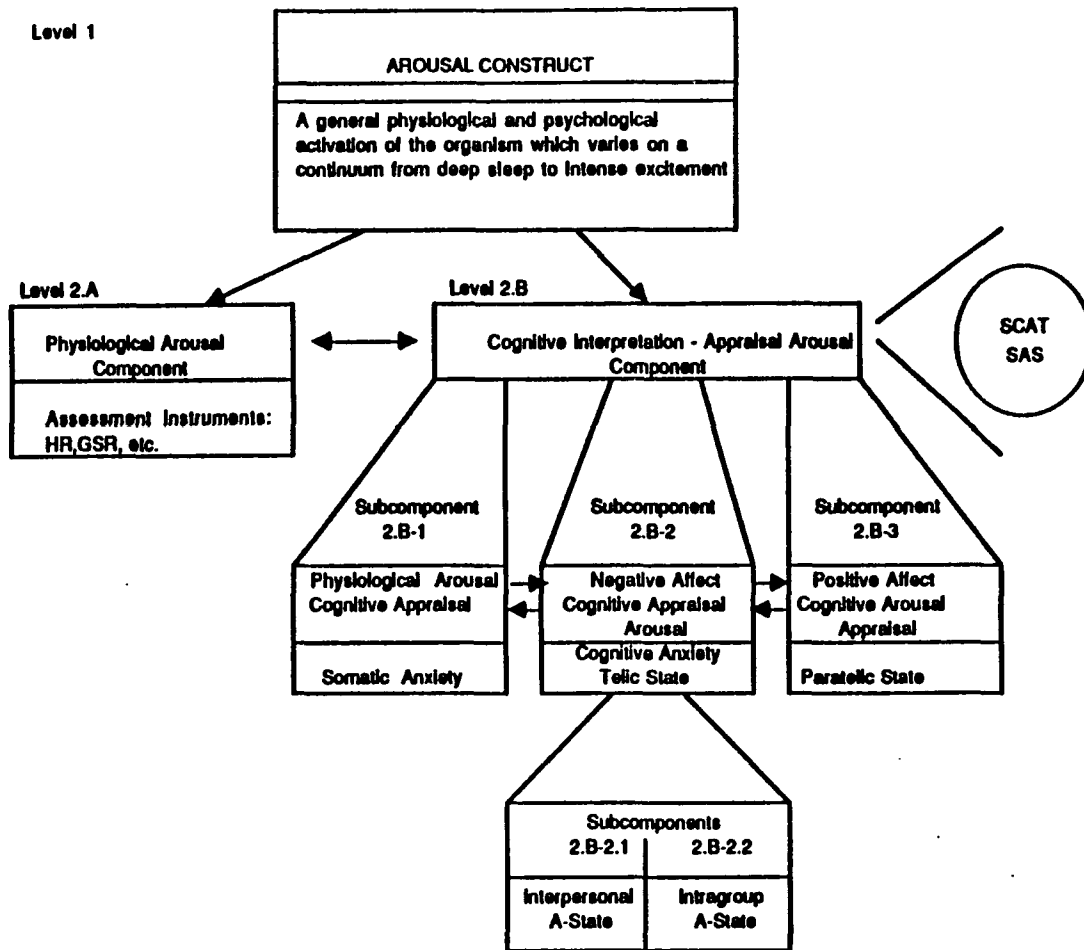 Level 1
AROUSAL CONSTRUCT
A general physiological and psychological
activation of the organism which varies on a
continuum from deep sleep to intense excitement
Level 2.A
Physiological Arousal
Component
Assessment Instruments:
HR,GSR, etc.
Level 2.B
Cognitive Interpretation - Appraisal Arousal
Component
SCAT
SAS
Subcomponent
2.B-1
Physiological Arousal
Cognitive Appraisal
Somatic Anxiety
Subcomponent
2.B-2
Negative Affect
Cognitive Appraisal
Arousal
Cognitive Anxiety
Telic State
Subcomponent
2.B-3
Positive Affect
Cognitive Arousal
Appraisal
Paratelic State
Subcomponents
2.B-2.1
2.B-2.2
Interpersonal
A-State
Intragroup
A-State